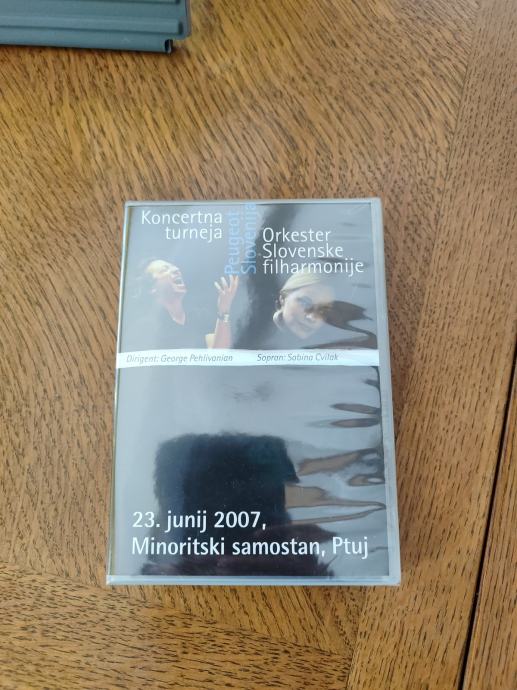 Koncertna
turneja
Peugeot
Slovenija
Orkester
Slovenske
filharmonije
Dirigent: George Pehlivanian
Sopran: Sabina Cvilak
23. junij 2007,
Minoritski samostan, Ptuj